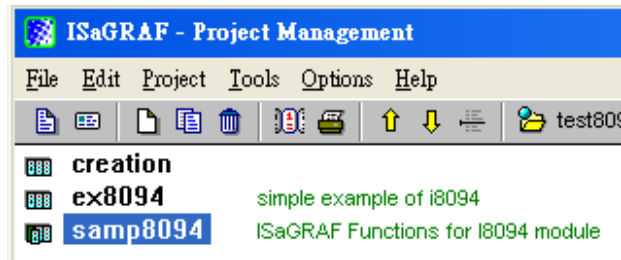 ISaGRAF - Project Management
File Edit Project Tools Options Help
test809
creation
ex8094 simple example of i8094
samp8094 ISaGRAF Functions for I8094 module